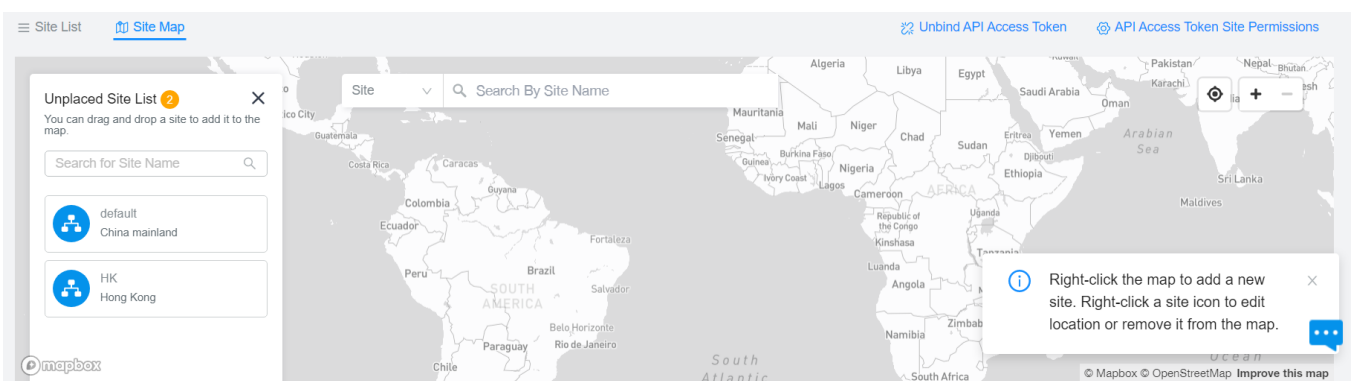 Site List
Site Map
Unbind API Access Token
API Access Token Site Permissions
Unplaced Site List 2
You can drag and drop a site to add it to the
map.
Search for Site Name
default
China mainland
HK
Hong Kong
Site
Search By Site Name
ico City
Guatemala
Costa Rica
Caracas
Guyana
Colombia
Ecuador
Fortaleza
Peru
Brazil
SOUTH
AMERICA
Salvador
Belo Horizonte
Paraguay
Rio de Janeiro
Chile
South
Atlantic
Algeria
Libya
Egypt
Saudi Arabia
Pakistan
Nepal
Bhutan
Karachi
Oman
Mauritania
Mali
Niger
Chad
Sudan
Eritrea
Yemen
Arabian
Sea
Senegal
Guinea
Burkina Faso
Nigeria
Djibouti
Ethiopia
Ivory Coast
Lagos
Cameroon
AFRICA
Sri Lanka
Maldives
Republic of
the Congo
Uganda
Kinshasa
Tanzania
Luanda
Angola
Zimbab
Namibia
South Africa
Right-click the map to add a new
site. Right-click a site icon to edit
location or remove it from the map.
Ocean
mapbox
© Mapbox © OpenStreetMap Improve this map